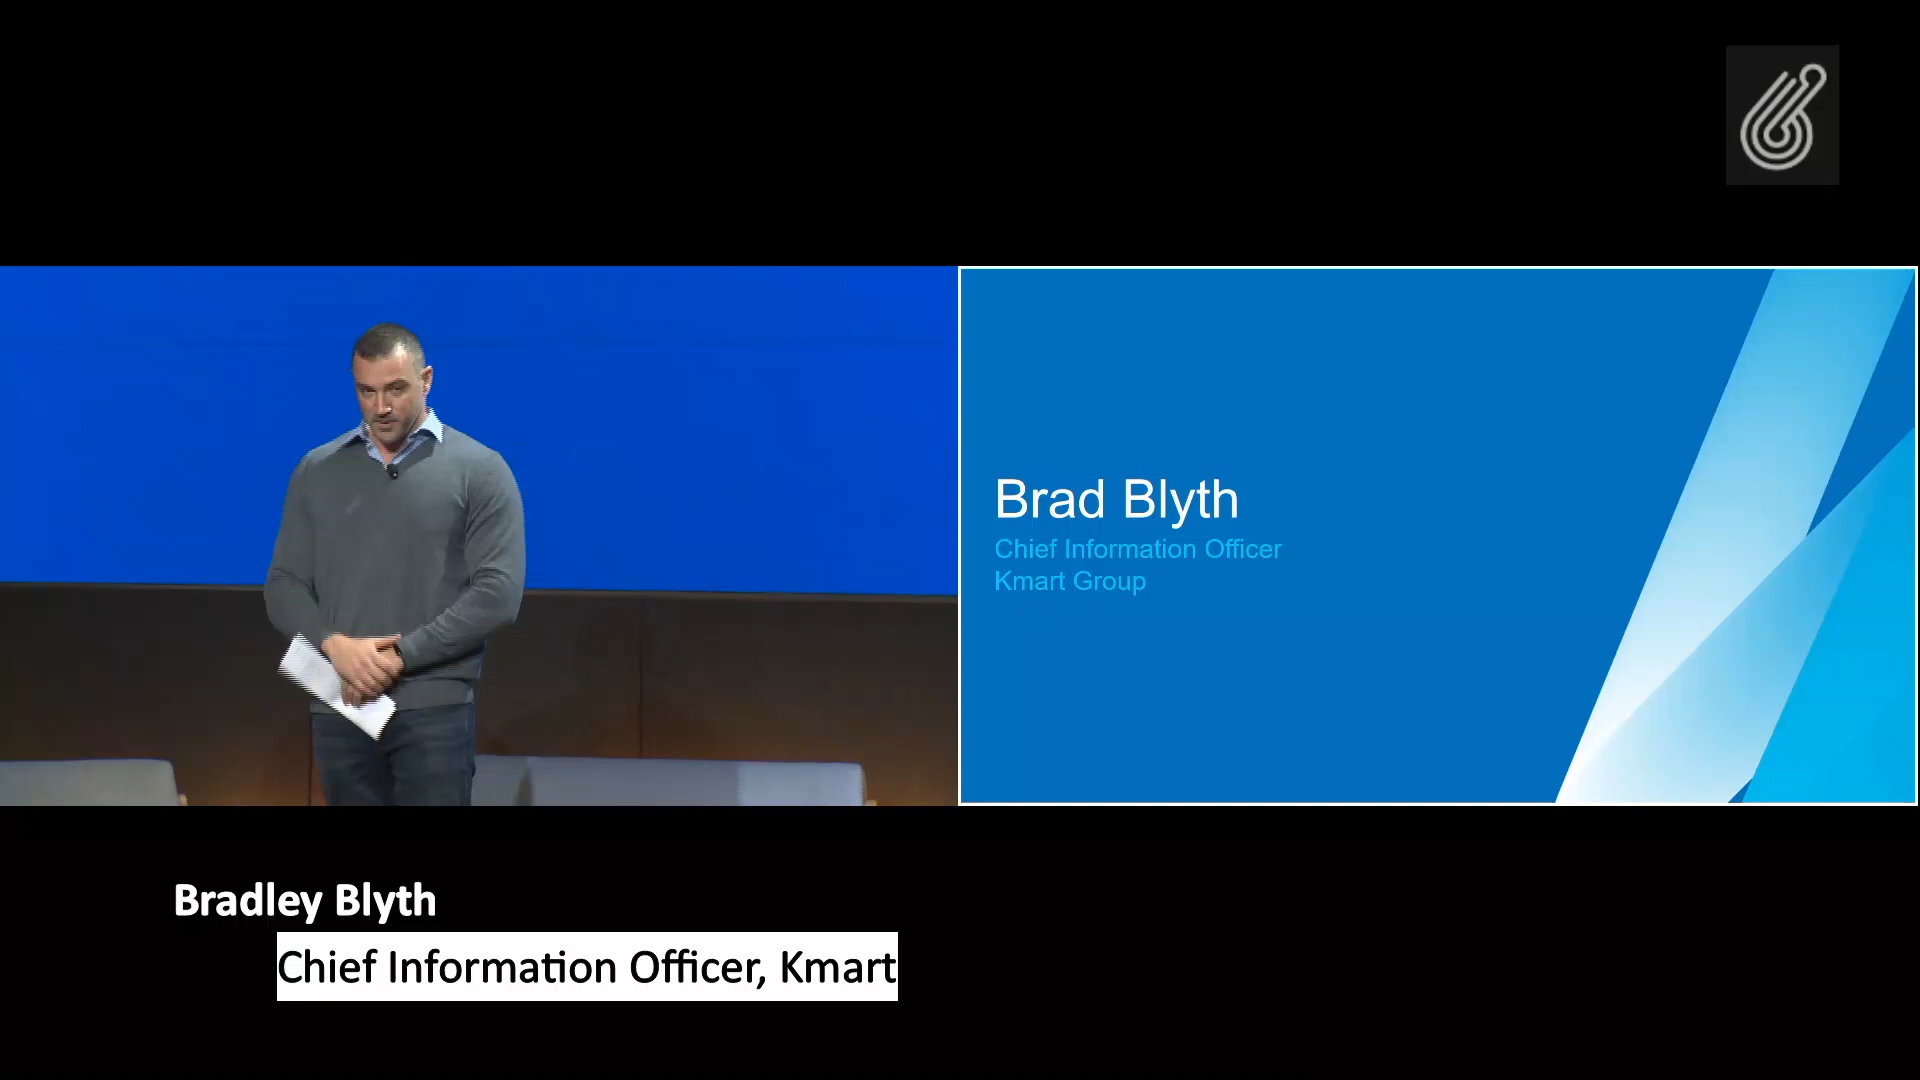 Brad Blyth
Chief Information Officer
Kmart Group
Bradley Blyth
Chief Information Officer, Kmart